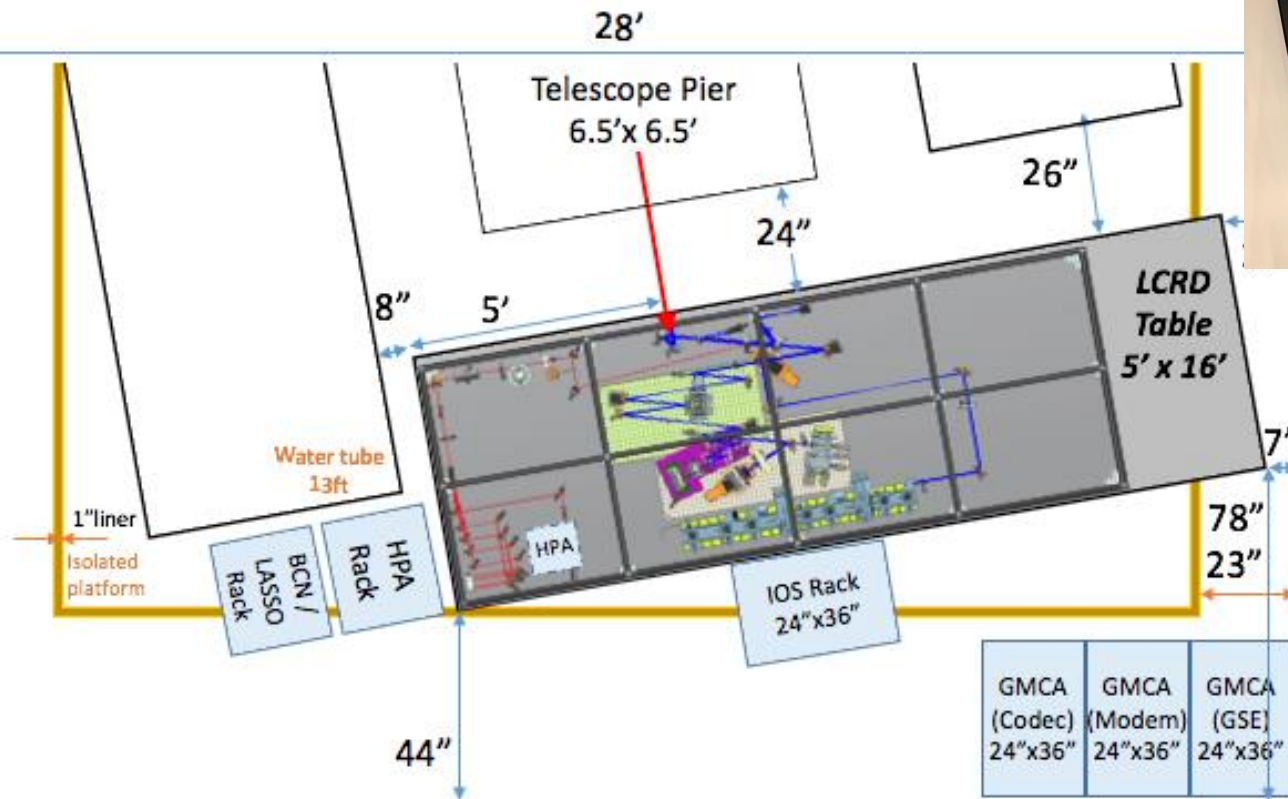 28’
Telescope Pier
6.5’x 6.5’
26”
24”
8”
5’
LCRD
Table
5’ x 16’
Water tube
13ft
1”liner
Isolated
platform
HPA
Rack
BCN /
LASSO
Rack
HPA
IOS Rack
24”x36”
78”
23”
44”
GMCA
(Codec)
24”x36”
GMCA
(Modem)
24”x36”
GMCA
(GSE)
24”x36”